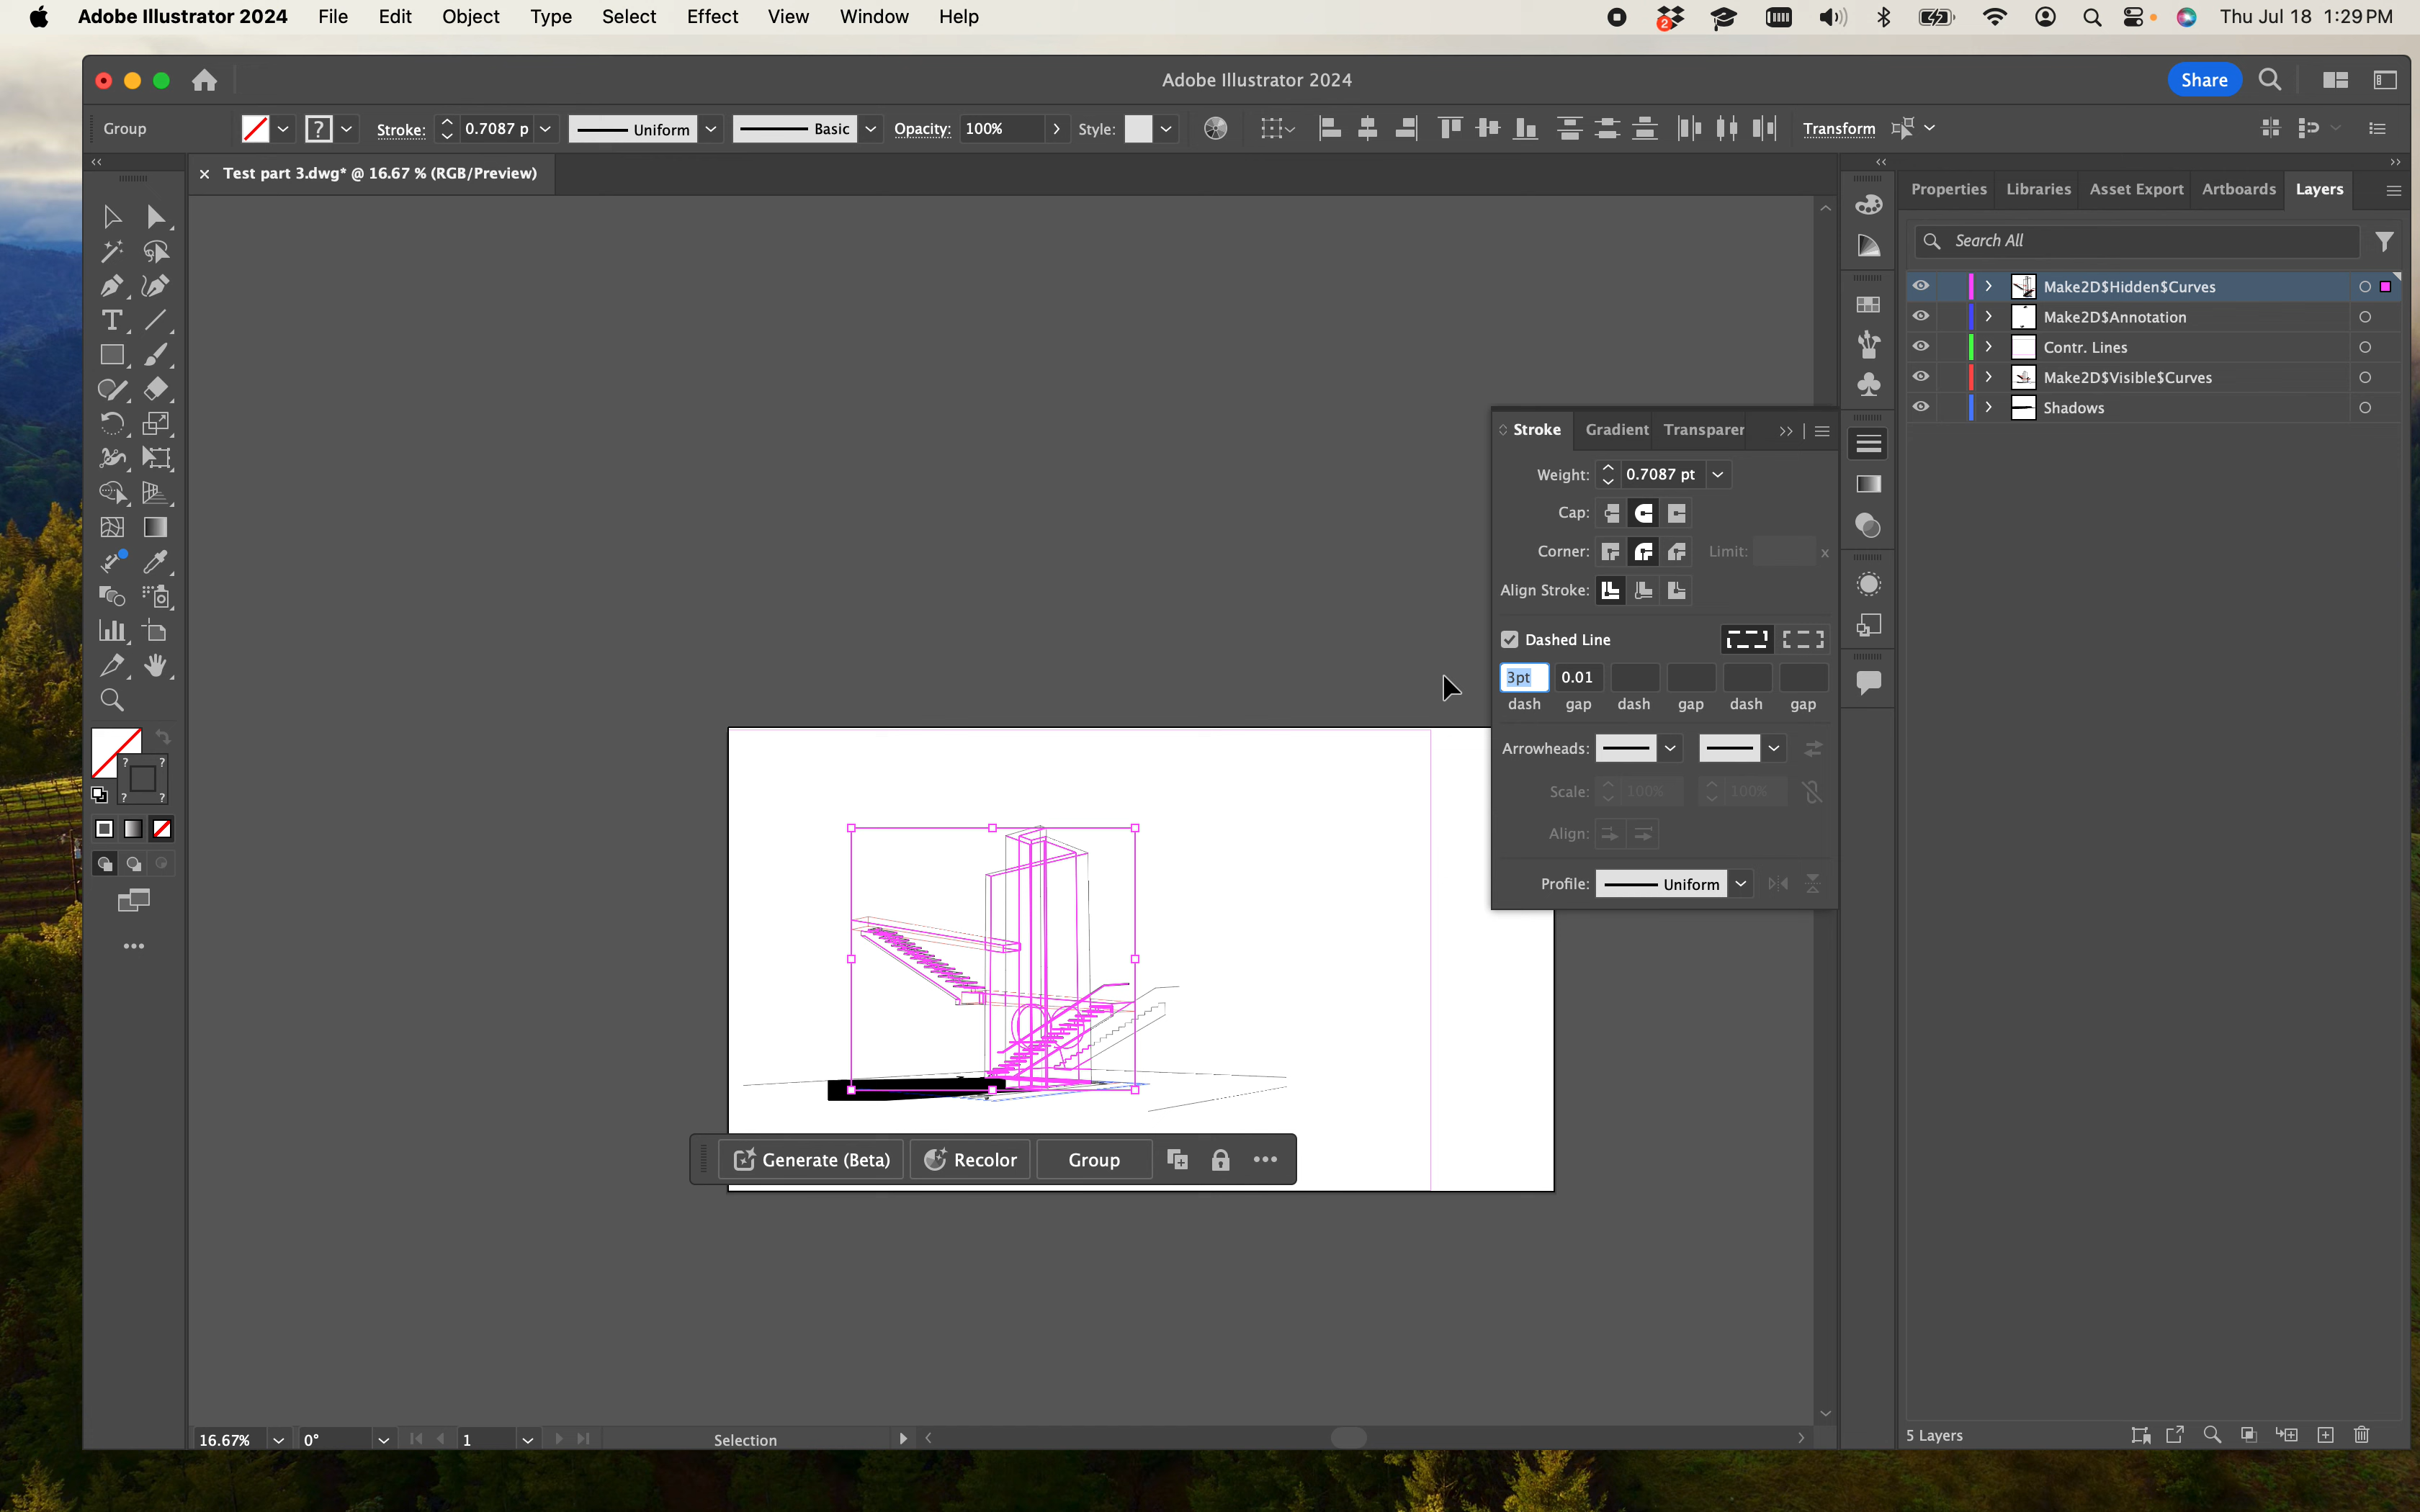 Adobe Illustrator 2024 File Edit Object Type Select Effect View Window Help
2 Thu Jul 18 1:29 PM
Adobe Illustrator 2024
Share
Group ? Stroke: 0.7087 p Uniform Basic Opacity: 100% Style: Transform
× Test part 3.dwg* @ 16.67 % (RGB/Preview)
Properties Libraries Asset Export Artboards Layers
Search All
Make2D$Hidden$Curves
Make2D$Annotation
Contr. Lines
Make2D$Visible$Curves
Shadows
Stroke Gradient Transparer
Weight: 0.7087 pt
Cap:
Corner: Limit: x
Align Stroke:
Dashed Line
3pt 0.01
dash gap dash gap dash gap
Arrowheads:
Scale: 100% 100%
Align:
Profile: Uniform
? ?
? ?
Generate (Beta) Recolor Group
16.67% 0° 1 Selection
5 Layers